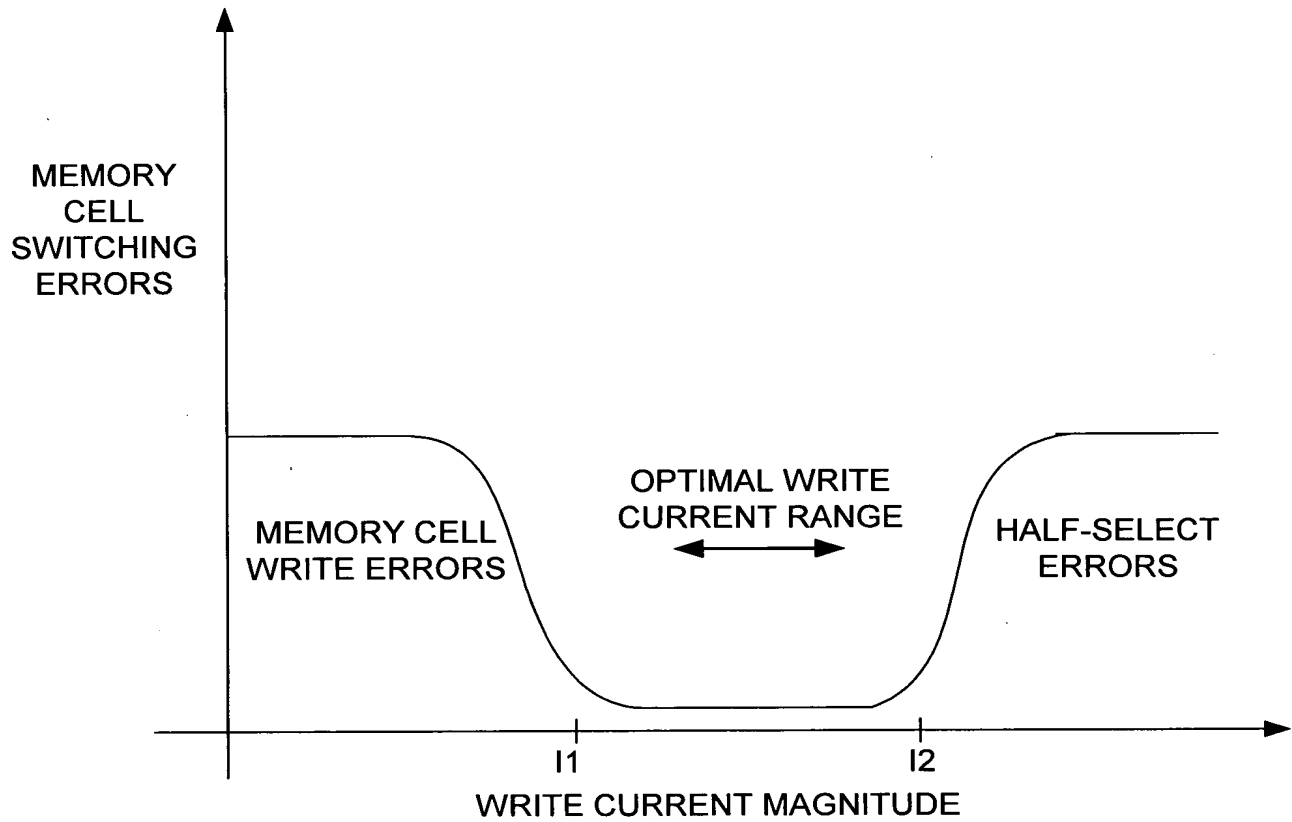 MEMORY
CELL
SWITCHING
ERRORS
OPTIMAL WRITE
CURRENT RANGE
MEMORY CELL
WRITE ERRORS
HALF-SELECT
ERRORS
I1
I2
WRITE CURRENT MAGNITUDE